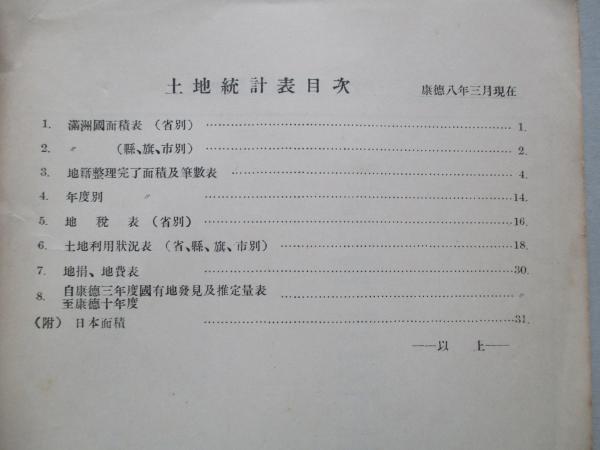 土地統計表目次
康德八年三月現在
1. 滿洲國面積表 (省別) 1.
2. 〃 (縣、旗、市別) 2.
3. 地籍整理完了面積及筆數表 4.
4. 年度別 〃 14.
5. 地稅表 (省別) 16.
6. 土地利用狀況表 (省、縣、旗、市別) 18.
7. 地捐、地費表 30.
8. 自康德三年度國有地發見及推定量表 〃
至康德十年度
(附) 日本面積 31.
——以上——